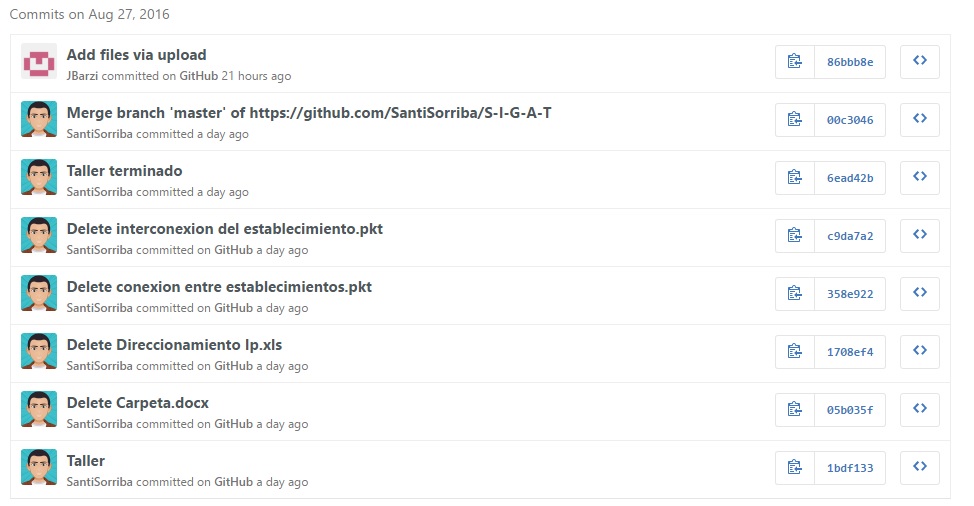 Commits on Aug 27, 2016
Add files via upload
JBarzi committed on GitHub 21 hours ago
86bbb8e
Merge branch 'master' of https://github.com/SantiSorriba/S-I-G-A-T
SantiSorriba committed a day ago
00c3046
Taller terminado
SantiSorriba committed a day ago
6ead42b
Delete interconexion del establecimiento.pkt
SantiSorriba committed on GitHub a day ago
c9da7a2
Delete conexion entre establecimientos.pkt
SantiSorriba committed on GitHub a day ago
358e922
Delete Direccionamiento Ip.xls
SantiSorriba committed on GitHub a day ago
1708ef4
Delete Carpeta.docx
SantiSorriba committed on GitHub a day ago
05b035f
Taller
SantiSorriba committed on GitHub a day ago
1bdf133